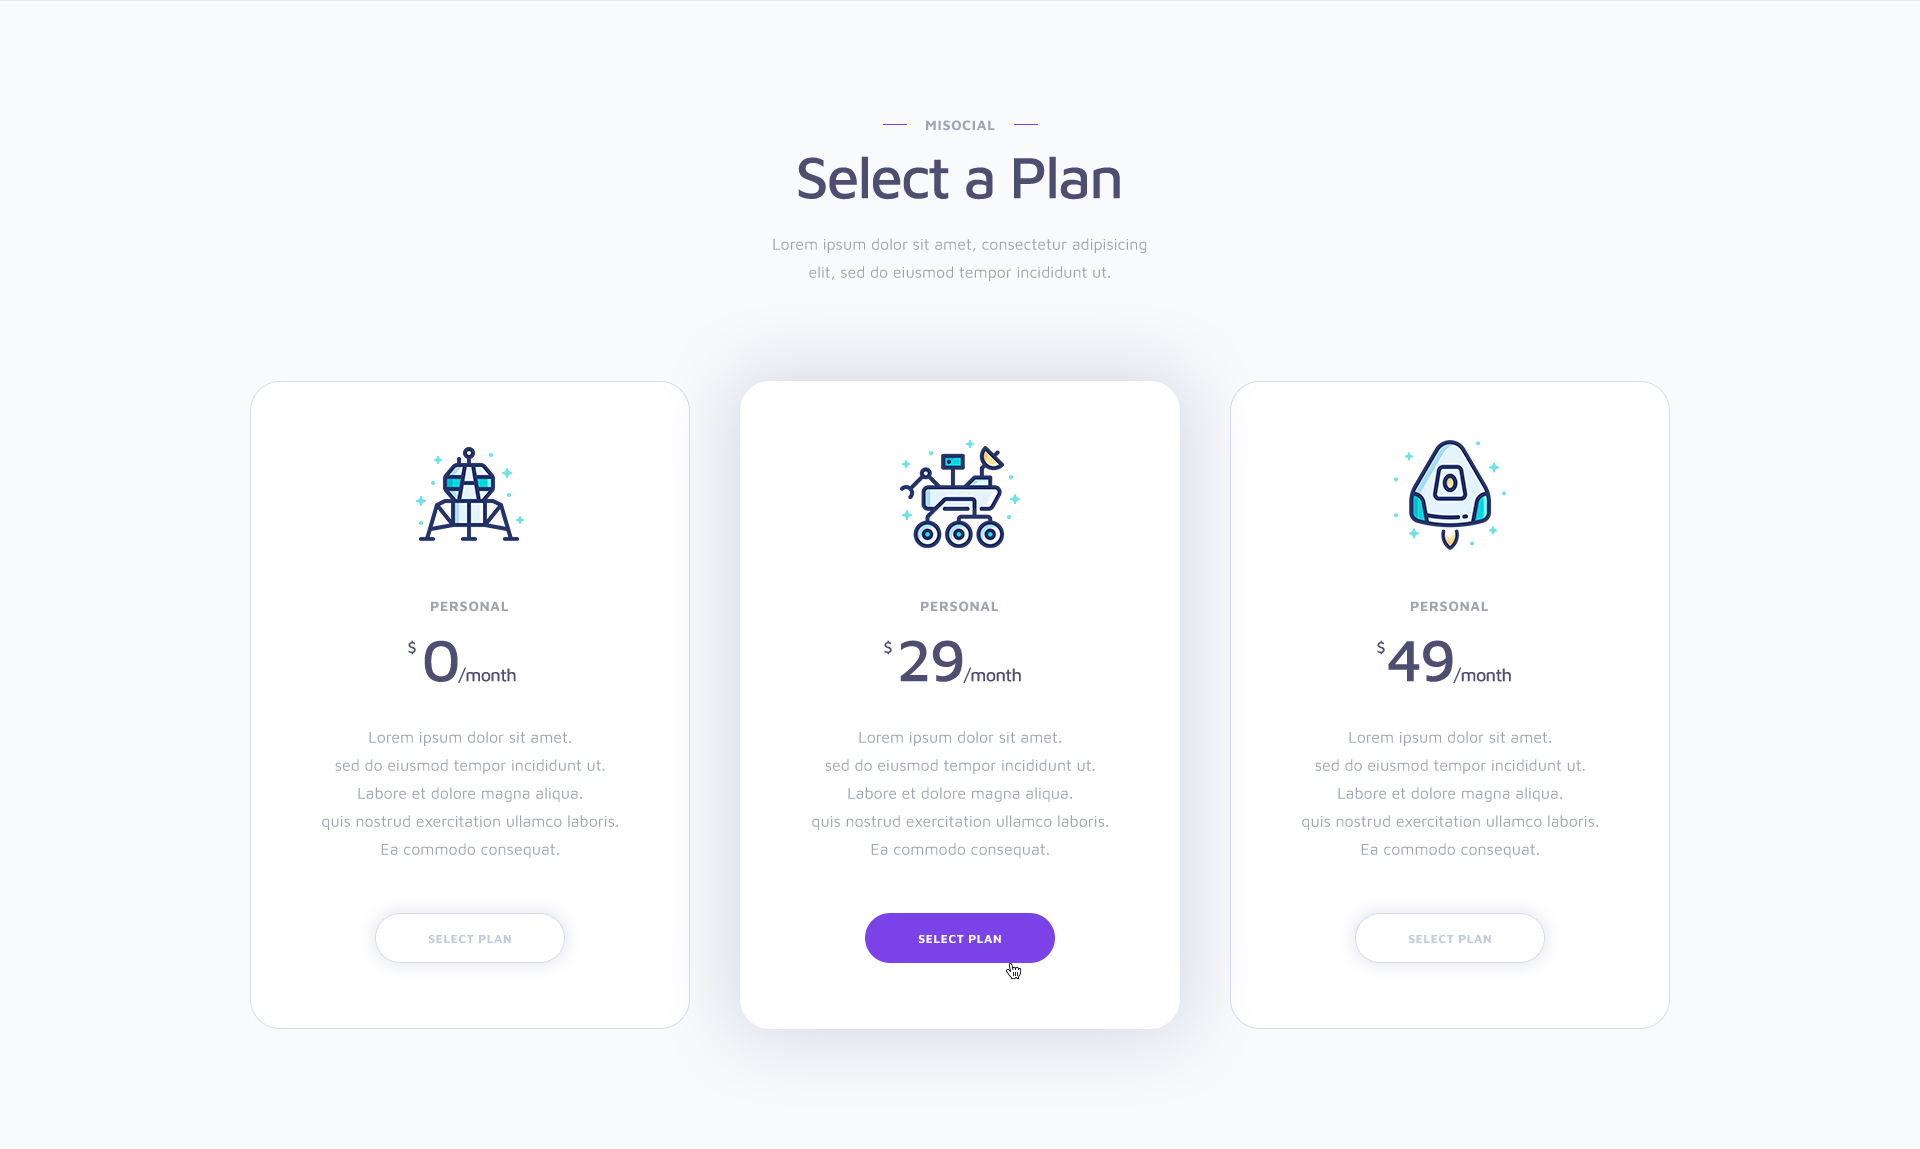 MISOCIAL
Select a Plan
Lorem ipsum dolor sit amet, consectetur adipisicing
elit, sed do eiusmod tempor incididunt ut.
PERSONAL
$ 0/month
Lorem ipsum dolor sit amet.
sed do eiusmod tempor incididunt ut.
Labore et dolore magna aliqua.
quis nostrud exercitation ullamco laboris.
Ea commodo consequat.
SELECT PLAN
PERSONAL
$ 29/month
Lorem ipsum dolor sit amet.
sed do eiusmod tempor incididunt ut.
Labore et dolore magna aliqua.
quis nostrud exercitation ullamco laboris.
Ea commodo consequat.
SELECT PLAN
PERSONAL
$49/month
Lorem ipsum dolor sit amet.
sed do eiusmod tempor incididunt ut.
Labore et dolore magna aliqua.
quis nostrud exercitation ullamco laboris.
Ea commodo consequat.
SELECT PLAN